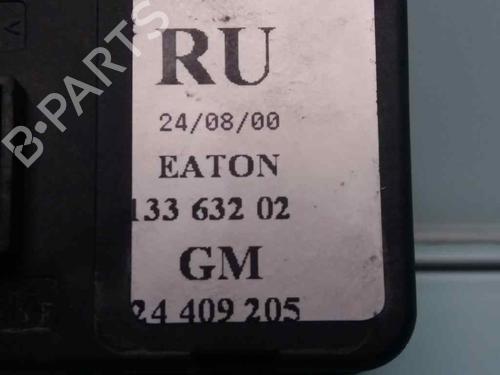 B-PARTS
RU
24/08/00
EATON
133 632 02
GM
24 409 205